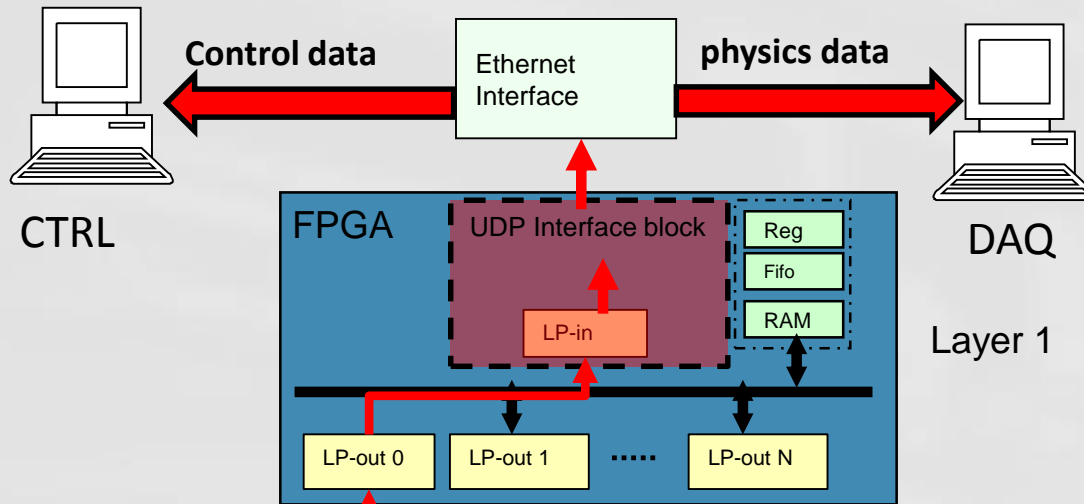 Control data
physics data
Ethernet
Interface
CTRL
DAQ
FPGA
UDP Interface block
Reg
Fifo
RAM
LP-in
Layer 1
LP-out 0
LP-out 1
......
LP-out N